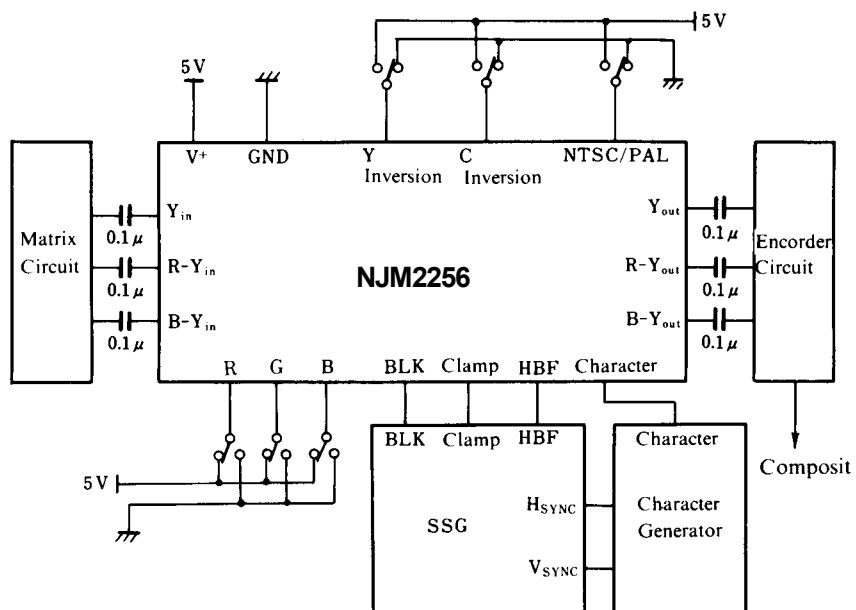 5V
5V
V+
GND
Y
Inversion
C
Inversion
NTSC/PAL
Matrix
Circuit
0.1μ
0.1μ
0.1μ
Yin
R-Yin
B-Yin
NJM2256
Yout
R-Yout
B-Yout
0.1μ
0.1μ
0.1μ
Encorder
Circuit
R G B BLK Clamp HBF Character
BLK Clamp HBF
Character
Composit
5V
SSG
HSYNC
VSYNC
Character
Generator